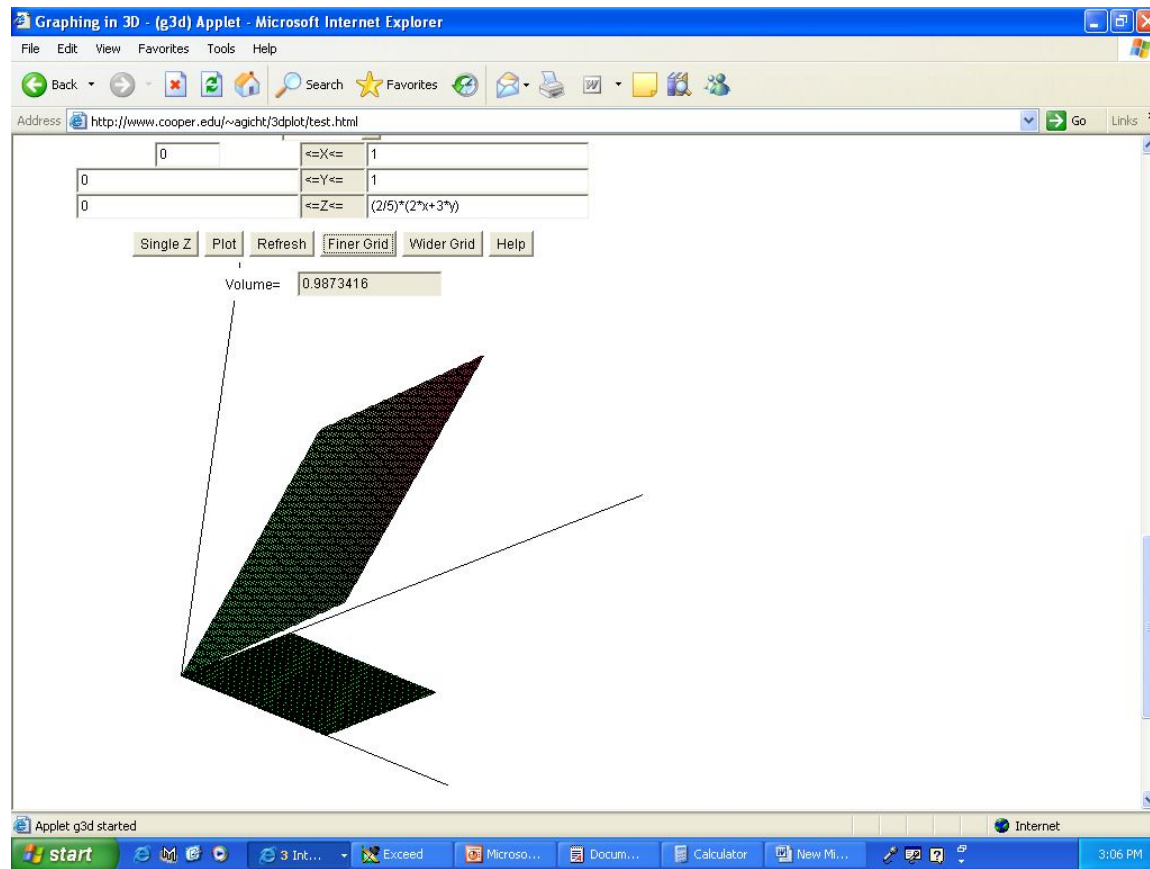 Graphing in 3D - (g3d) Applet - Microsoft Internet Explorer
File Edit View Favorites Tools Help
Back Search Favorites
Address http://www.cooper.edu/~agicht/3dplot/test.html Go Links
0 <=X<= 1
0 <=Y<= 1
0 <=Z<= (2/5)*(2*x+3*y)
Single Z Plot Refresh Finer Grid Wider Grid Help
Volume= 0.9873416
Applet g3d started Internet
start 3 Int... Exceed Microso... Docum... Calculator New Mi... 3:06 PM